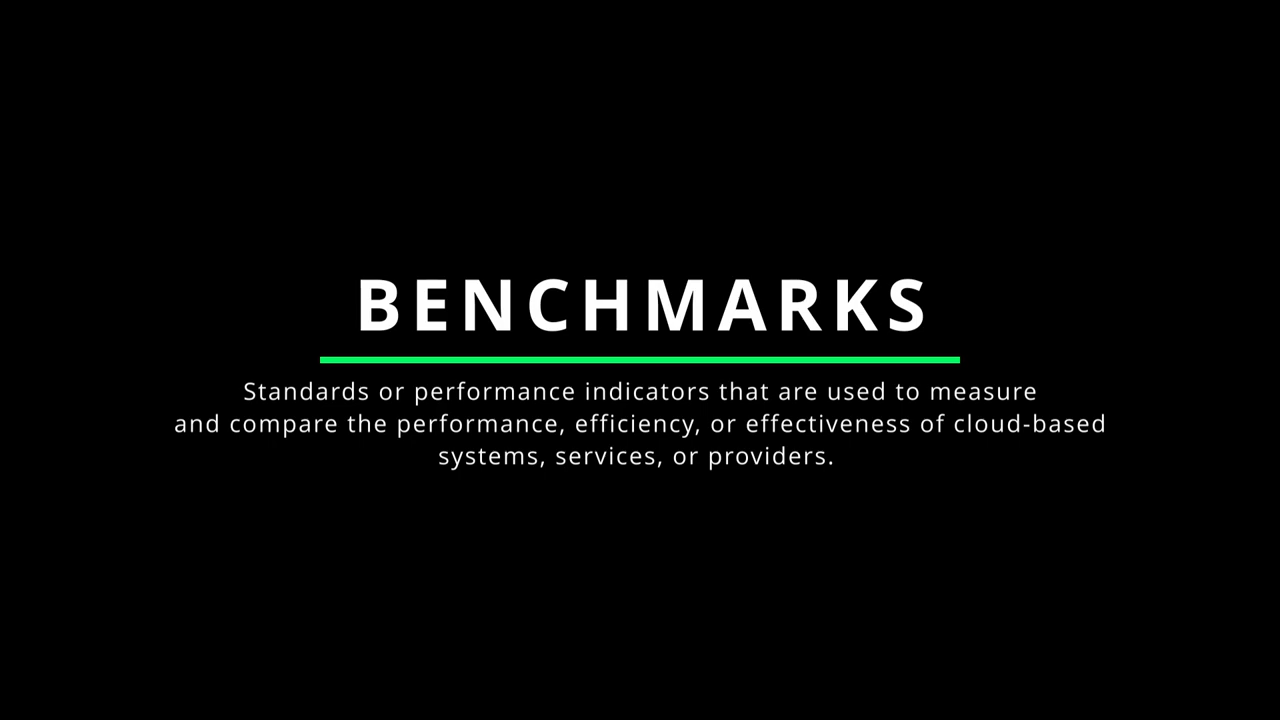 BENCHMARKS
Standards or performance indicators that are used to measure
and compare the performance, efficiency, or effectiveness of cloud-based
systems, services, or providers.